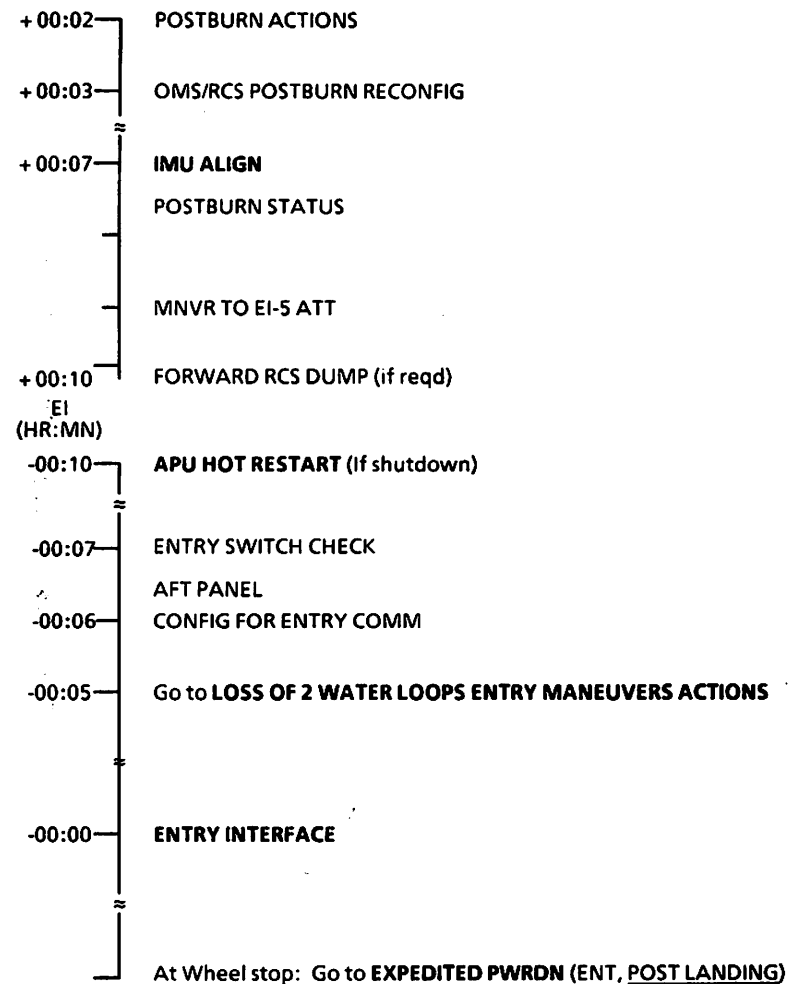 +00:02 POSTBURN ACTIONS
+00:03 OMS/RCS POSTBURN RECONFIG
≈
+00:07 IMU ALIGN
POSTBURN STATUS
MNVR TO EI-5 ATT
+00:10 FORWARD RCS DUMP (if reqd)
EI
(HR:MN)
-00:10 APU HOT RESTART (If shutdown)
≈
-00:07 ENTRY SWITCH CHECK
AFT PANEL
-00:06 CONFIG FOR ENTRY COMM
-00:05 Go to LOSS OF 2 WATER LOOPS ENTRY MANEUVERS ACTIONS
≈
-00:00 ENTRY INTERFACE
≈
At Wheel stop: Go to EXPEDITED PWRDN (ENT, POST LANDING)